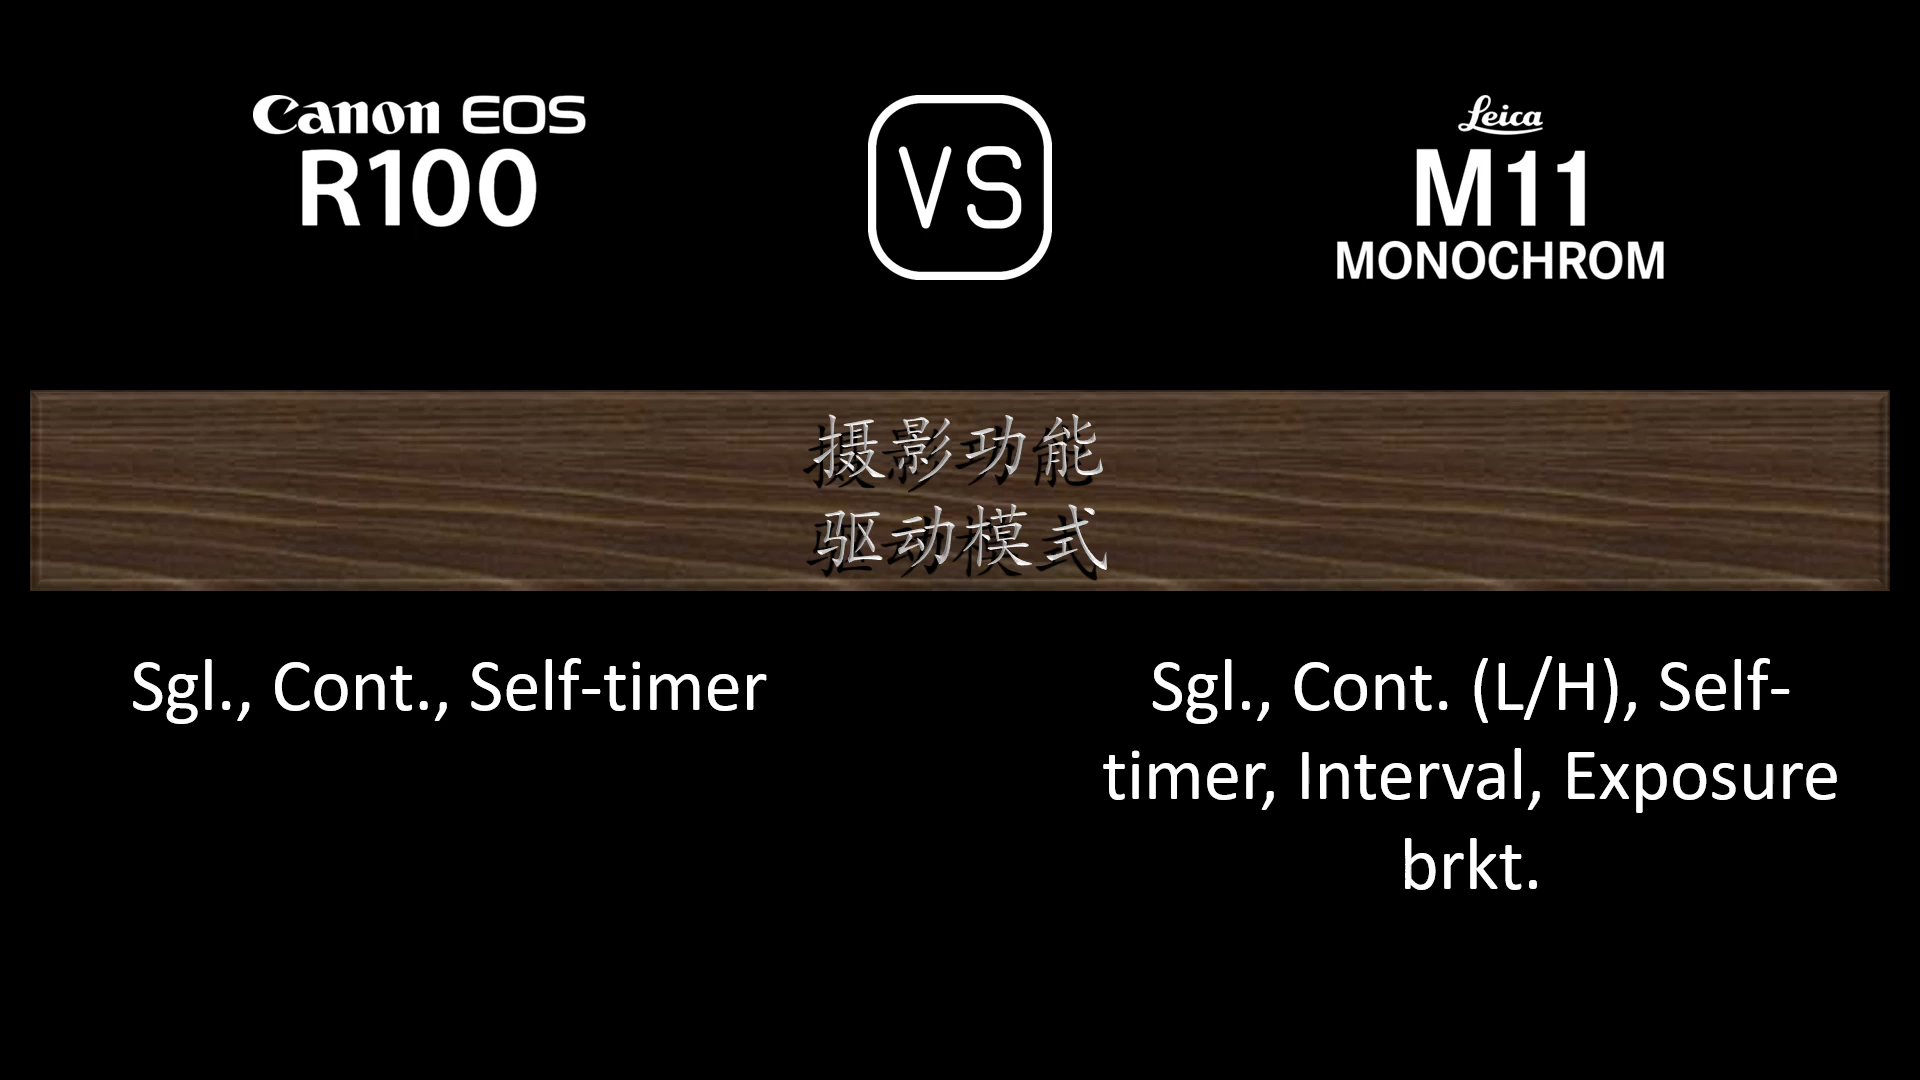 Canon EOS
R100
VS
Leica
M11
MONOCHROM
摄影功能
驱动模式
Sgl., Cont., Self-timer
Sgl., Cont. (L/H), Self-
timer, Interval, Exposure
brkt.